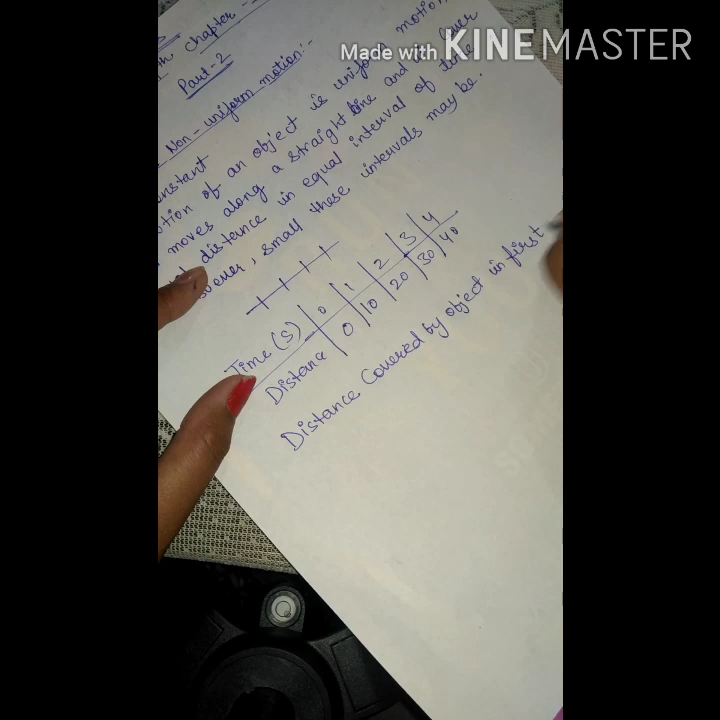 Made with KINEMASTER
Chapter -
Part-2
Non-uniform motion:-
constant
motion of an object is uniform motion,
moves along a straight line and it cover
distance in equal interval of time
however, small these intervals may be.
Time (S) 0 1 2 3 4
Distance 0 10 20 30 40
Distance Covered by object in first